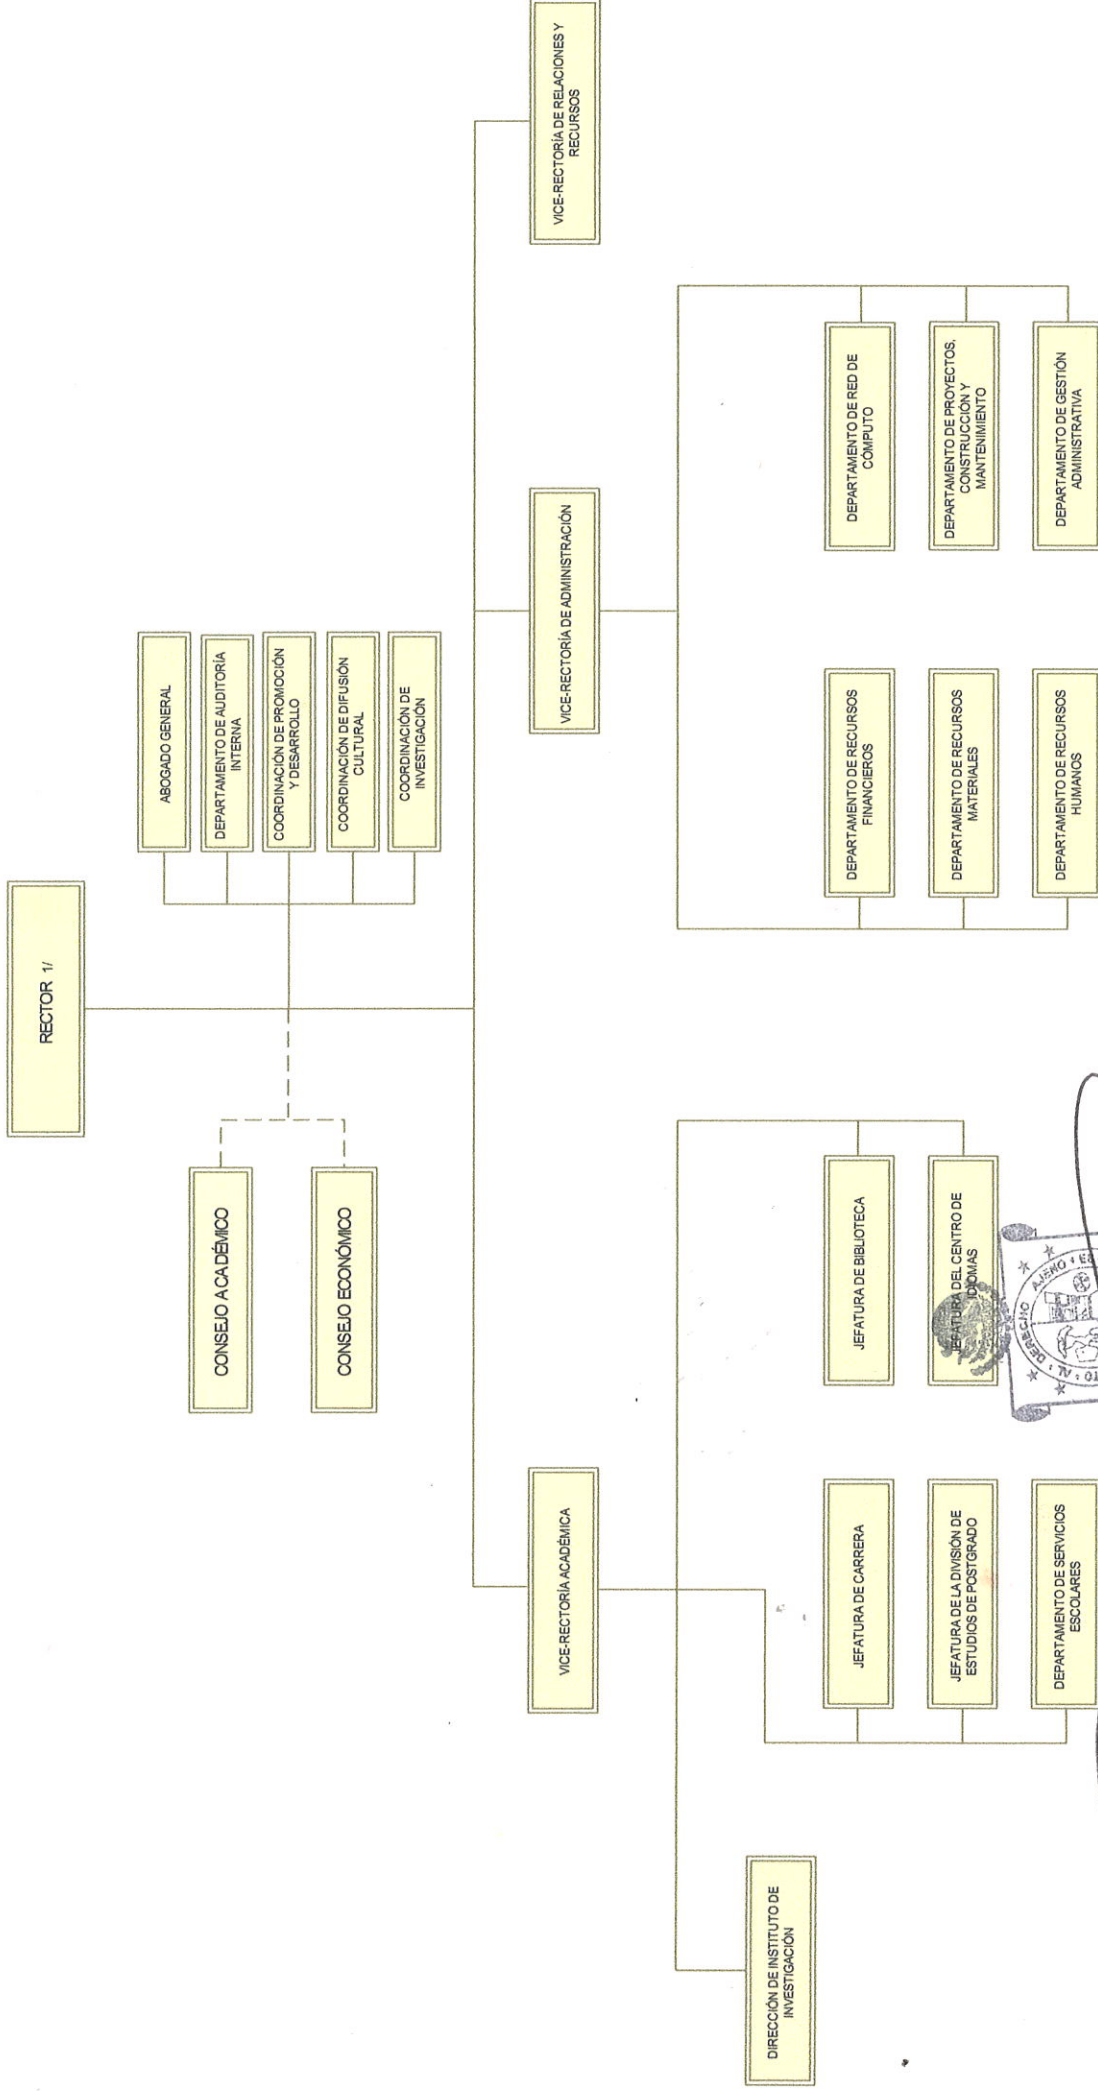 RECTOR 1/
CONSEJO ACADÉMICO
CONSEJO ECONÓMICO
ABOGADO GENERAL
DEPARTAMENTO DE AUDITORÍA
INTERNA
COORDINACIÓN DE PROMOCIÓN
Y DESARROLLO
COORDINACIÓN DE DIFUSIÓN
CULTURAL
COORDINACIÓN DE
INVESTIGACIÓN
VICE-RECTORÍA ACADÉMICA
VICE-RECTORÍA DE ADMINISTRACIÓN
VICE-RECTORÍA DE RELACIONES Y
RECURSOS
DIRECCIÓN DE INSTITUTO DE
INVESTIGACIÓN
JEFATURA DE CARRERA
JEFATURA DE LA DIVISIÓN DE
ESTUDIOS DE POSTGRADO
DEPARTAMENTO DE SERVICIOS
ESCOLARES
JEFATURA DE BIBLIOTECA
JEFATURA DEL CENTRO DE
IDIOMAS
DEPARTAMENTO DE RECURSOS
FINANCIEROS
DEPARTAMENTO DE RECURSOS
MATERIALES
DEPARTAMENTO DE RECURSOS
HUMANOS
DEPARTAMENTO DE RED DE
CÓMPUTO
DEPARTAMENTO DE PROYECTOS,
CONSTRUCCIÓN Y
MANTENIMIENTO
DEPARTAMENTO DE GESTIÓN
ADMINISTRATIVA
AL DERECHO AJENO